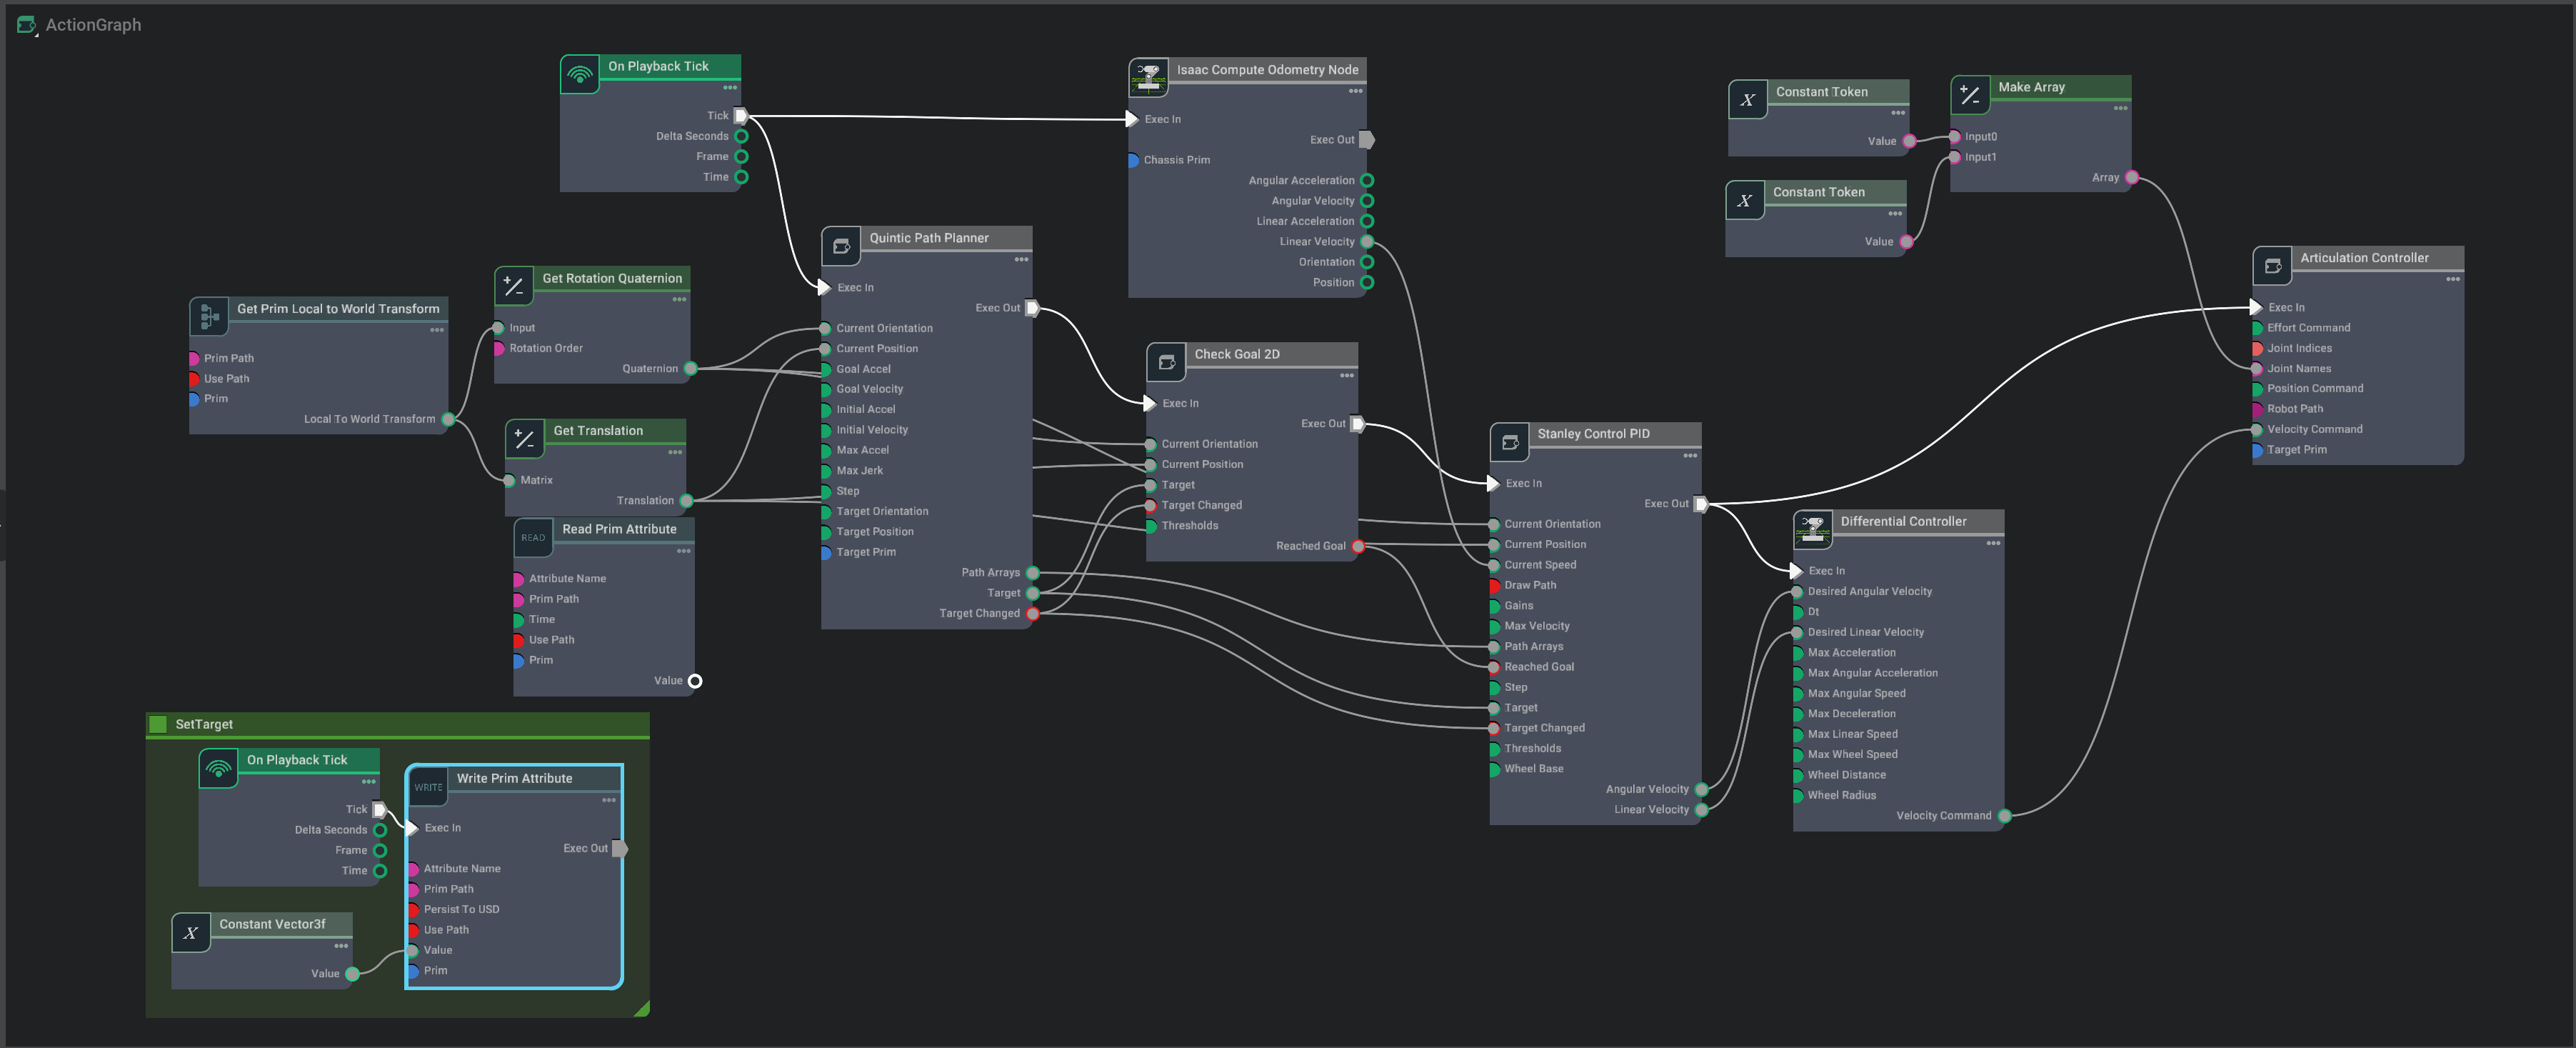 ActionGraph
On Playback Tick
Tick
Delta Seconds
Frame
Time
Isaac Compute Odometry Node
Exec In
Exec Out
Chassis Prim
Angular Acceleration
Angular Velocity
Linear Acceleration
Linear Velocity
Orientation
Position
Constant Token
Value
Constant Token
Value
Make Array
Input0
Input1
Array
Get Prim Local to World Transform
Prim Path
Use Path
Prim
Local To World Transform
Get Rotation Quaternion
Input
Rotation Order
Quaternion
Get Translation
Matrix
Translation
READ
Read Prim Attribute
Attribute Name
Prim Path
Time
Use Path
Prim
Value
Quintic Path Planner
Exec In
Exec Out
Current Orientation
Current Position
Goal Accel
Goal Velocity
Initial Accel
Initial Velocity
Max Accel
Max Jerk
Step
Target Orientation
Target Position
Target Prim
Path Arrays
Target
Target Changed
Check Goal 2D
Exec In
Exec Out
Current Orientation
Current Position
Target
Target Changed
Thresholds
Reached Goal
Stanley Control PID
Exec In
Exec Out
Current Orientation
Current Position
Current Speed
Draw Path
Gains
Max Velocity
Path Arrays
Reached Goal
Step
Target
Target Changed
Thresholds
Wheel Base
Angular Velocity
Linear Velocity
Differential Controller
Exec In
Desired Angular Velocity
Dt
Desired Linear Velocity
Max Acceleration
Max Angular Acceleration
Max Angular Speed
Max Deceleration
Max Linear Speed
Max Wheel Speed
Wheel Distance
Wheel Radius
Velocity Command
Articulation Controller
Exec In
Effort Command
Joint Indices
Joint Names
Position Command
Robot Path
Velocity Command
Target Prim
SetTarget
On Playback Tick
Tick
Delta Seconds
Frame
Time
Constant Vector3f
Value
WRITE
Write Prim Attribute
Exec In
Exec Out
Attribute Name
Prim Path
Persist To USD
Use Path
Value
Prim